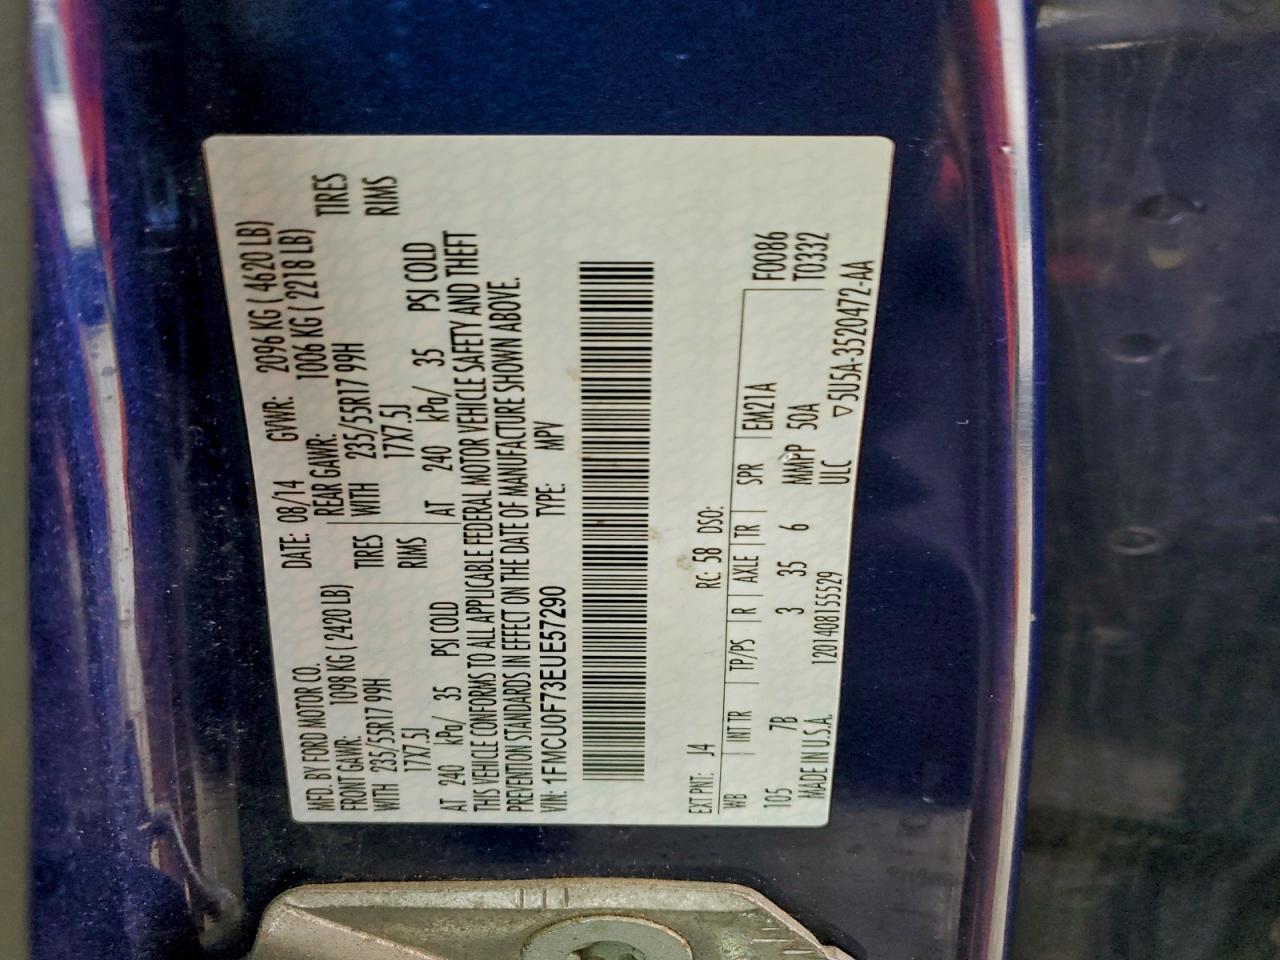 MFD. BY FORD MOTOR CO. DATE: 08/14 GVWR: 2096 KG ( 4620 LB)
FRONT GAWR: 1098 KG ( 2420 LB) REAR GAWR: 1006 KG ( 2218 LB)
WITH 235/55R17 99H TIRES WITH 235/55R17 99H TIRES
17X7.5J RIMS 17X7.5J RIMS
AT 240 kPa/ 35 PSI COLD AT 240 kPa/ 35 PSI COLD
THIS VEHICLE CONFORMS TO ALL APPLICABLE FEDERAL MOTOR VEHICLE SAFETY AND THEFT
PREVENTION STANDARDS IN EFFECT ON THE DATE OF MANUFACTURE SHOWN ABOVE.
VIN: 1FMCU0F73EUE57290 TYPE: MPV
EXT PNT: J4 RC: 58 DSO:
WB INT TR TP/PS R AXLE TR SPR EM21A F0086
105 7B 3 35 6 MMPP 50A T0332
MADE IN U.S.A. 120140815 5529 ULC 5U5A-3520472-AA